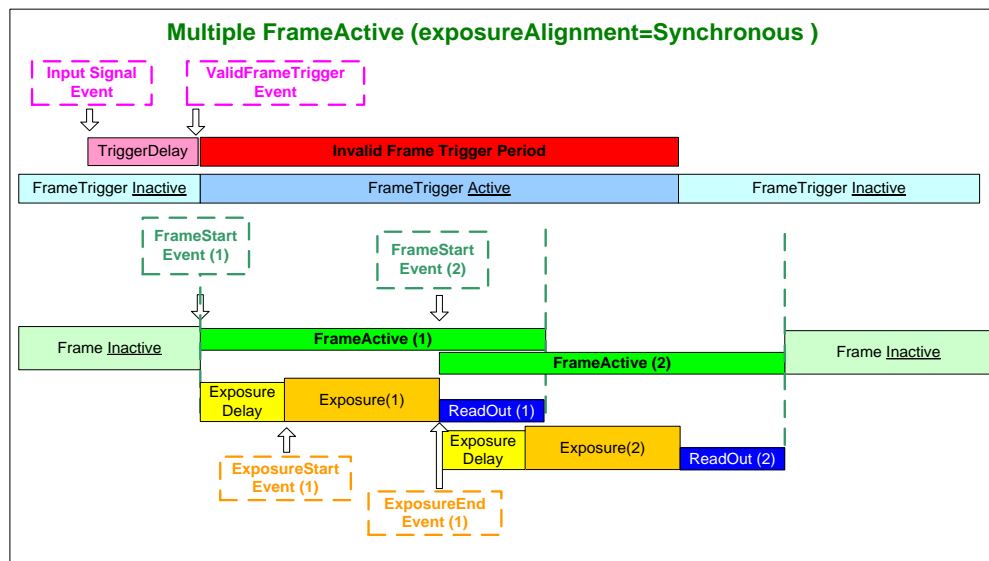 Multiple FrameActive (exposureAlignment=Synchronous )
Input Signal
Event
ValidFrameTrigger
Event
TriggerDelay
Invalid Frame Trigger Period
FrameTrigger Inactive
FrameTrigger Active
FrameTrigger Inactive
FrameStart
Event (1)
FrameStart
Event (2)
Frame Inactive
FrameActive (1)
FrameActive (2)
Frame Inactive
Exposure
Delay
Exposure(1)
ReadOut (1)
Exposure
Delay
Exposure(2)
ReadOut (2)
ExposureStart
Event (1)
ExposureEnd
Event (1)